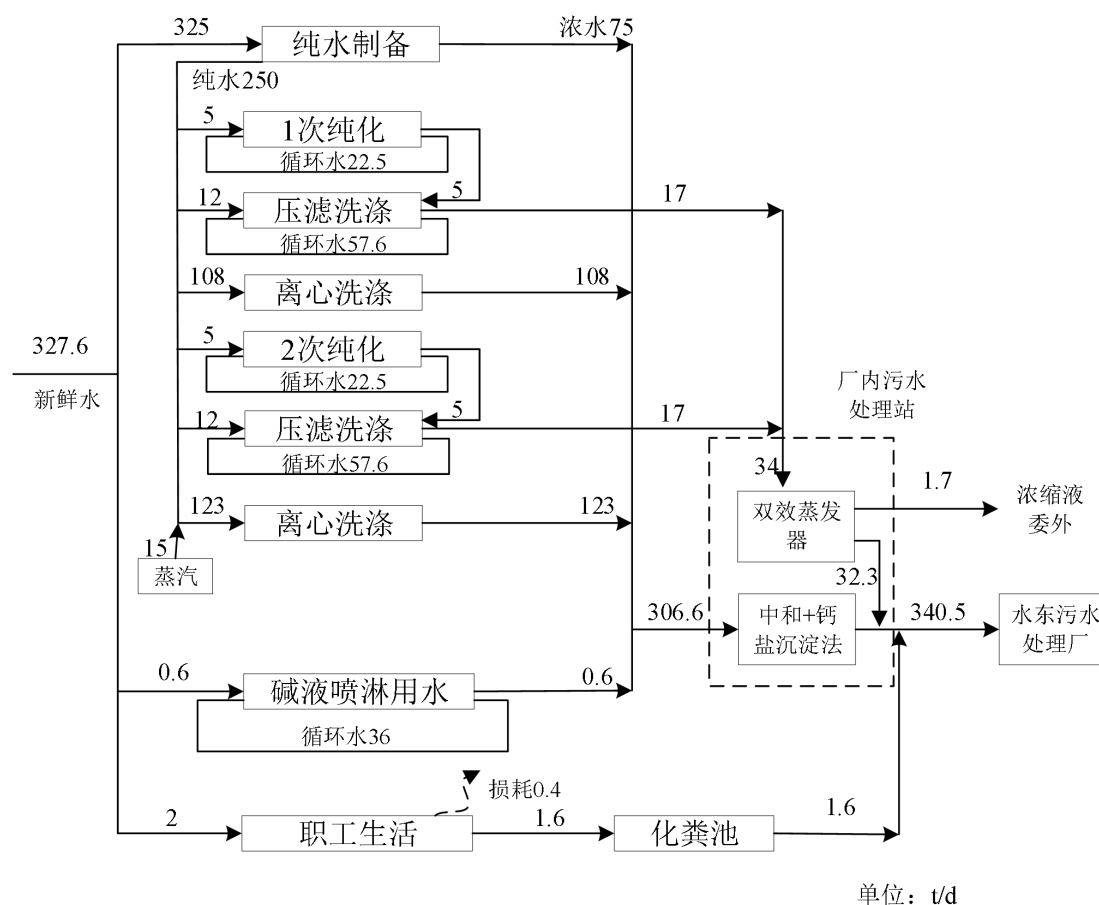 325
纯水制备
浓水75
纯水250
5
1次纯化
循环水22.5
12
压滤洗涤
5
17
循环水57.6
108
离心洗涤
108
327.6
新鲜水
5
2次纯化
循环水22.5
12
压滤洗涤
5
17
循环水57.6
厂内污水
处理站
34
123
离心洗涤
123
双效蒸发
器
1.7
浓缩液
委外
15
蒸汽
32.3
306.6
中和+钙
盐沉淀法
340.5
水东污水
处理厂
0.6
碱液喷淋用水
0.6
循环水36
损耗0.4
2
职工生活
1.6
化粪池
1.6
单位：t/d